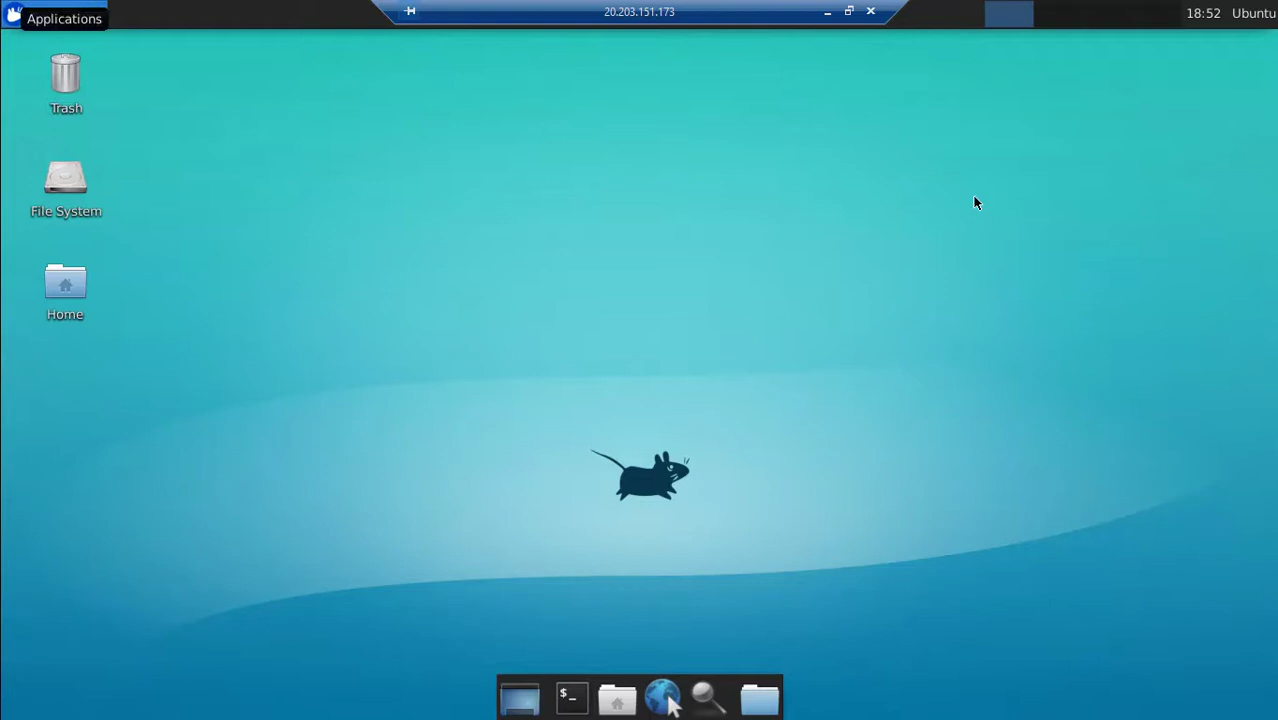 Applications
20.203.151.173
18:52 Ubuntu
Trash
File System
Home
$_